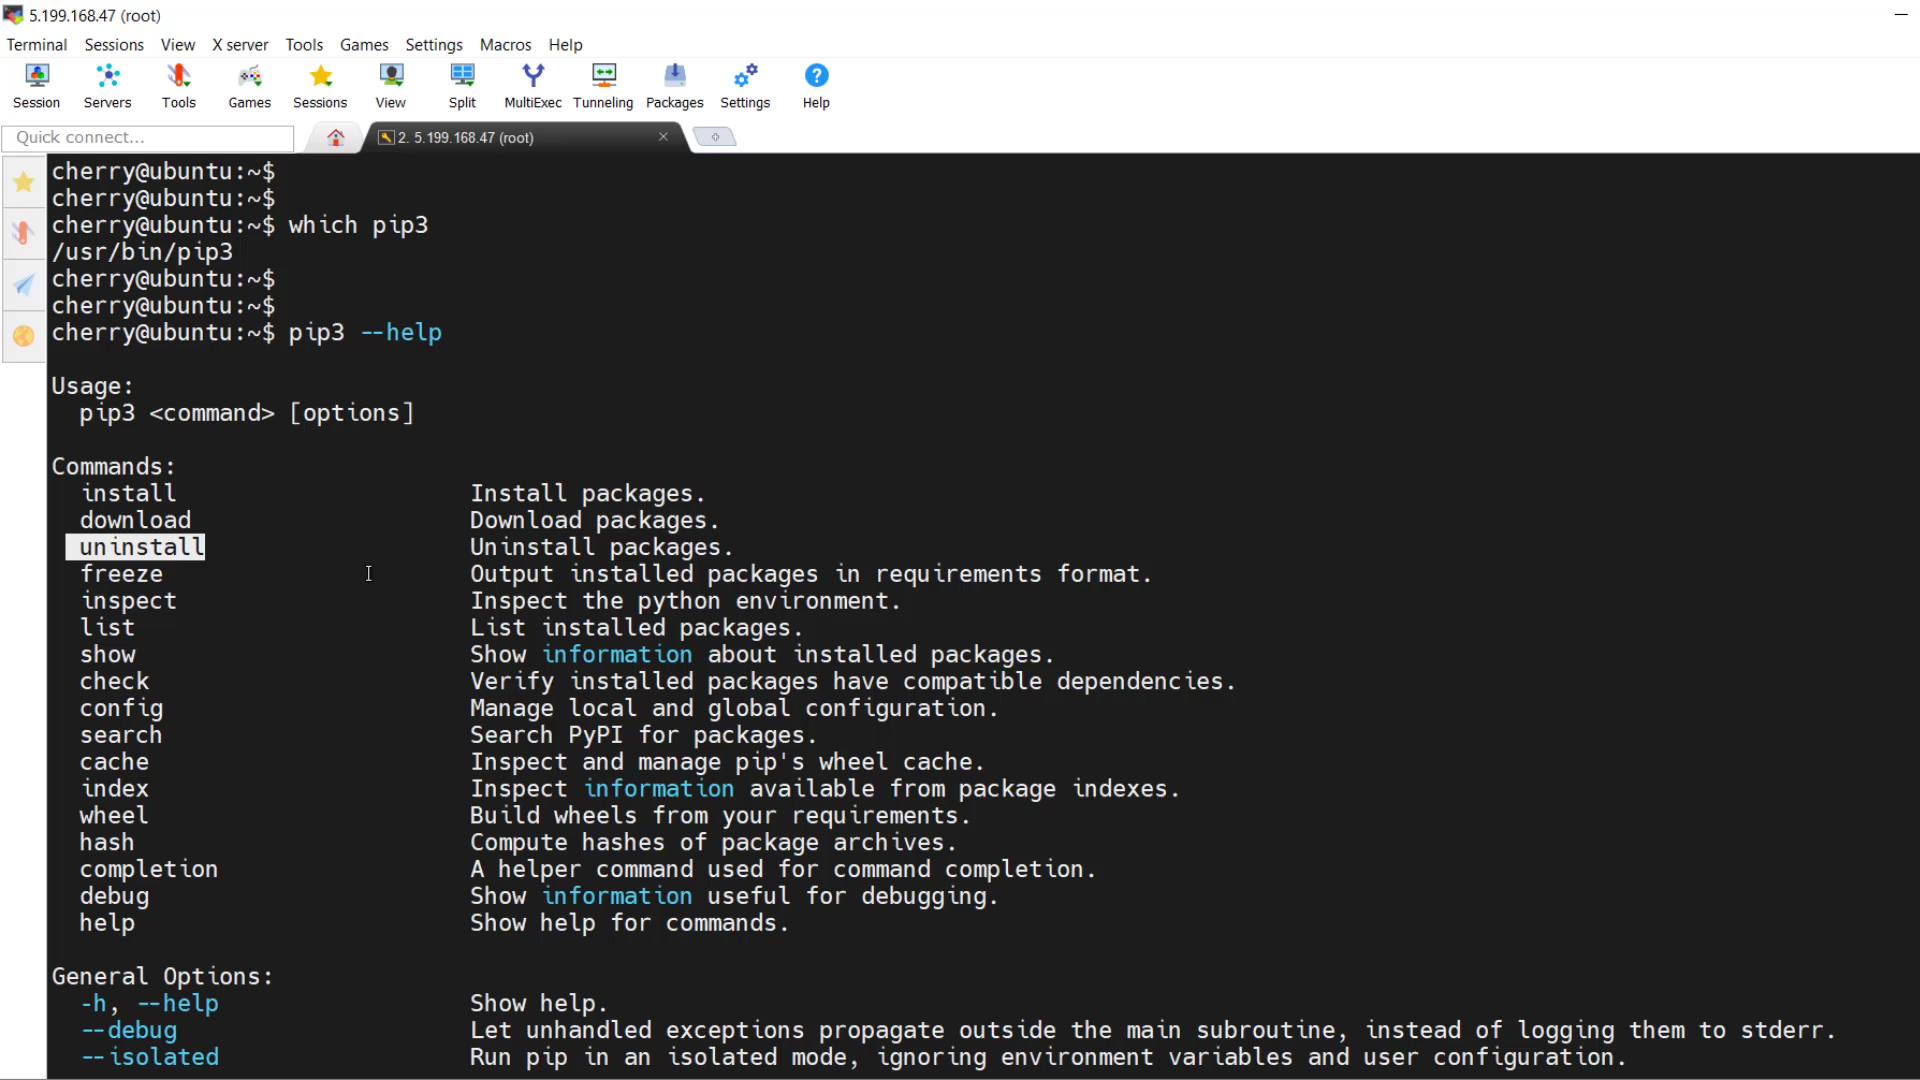 5.199.168.47 (root)
Terminal Sessions View X server Tools Games Settings Macros Help
Session Servers Tools Games Sessions View Split MultiExec Tunneling Packages Settings Help
Quick connect... 2. 5.199.168.47 (root)
cherry@ubuntu:~$
cherry@ubuntu:~$
cherry@ubuntu:~$ which pip3
/usr/bin/pip3
cherry@ubuntu:~$
cherry@ubuntu:~$
cherry@ubuntu:~$ pip3 --help
Usage:
pip3 <command> [options]
Commands:
install Install packages.
download Download packages.
uninstall Uninstall packages.
freeze Output installed packages in requirements format.
inspect Inspect the python environment.
list List installed packages.
show Show information about installed packages.
check Verify installed packages have compatible dependencies.
config Manage local and global configuration.
search Search PyPI for packages.
cache Inspect and manage pip's wheel cache.
index Inspect information available from package indexes.
wheel Build wheels from your requirements.
hash Compute hashes of package archives.
completion A helper command used for command completion.
debug Show information useful for debugging.
help Show help for commands.
General Options:
-h, --help Show help.
--debug Let unhandled exceptions propagate outside the main subroutine, instead of logging them to stderr.
--isolated Run pip in an isolated mode, ignoring environment variables and user configuration.